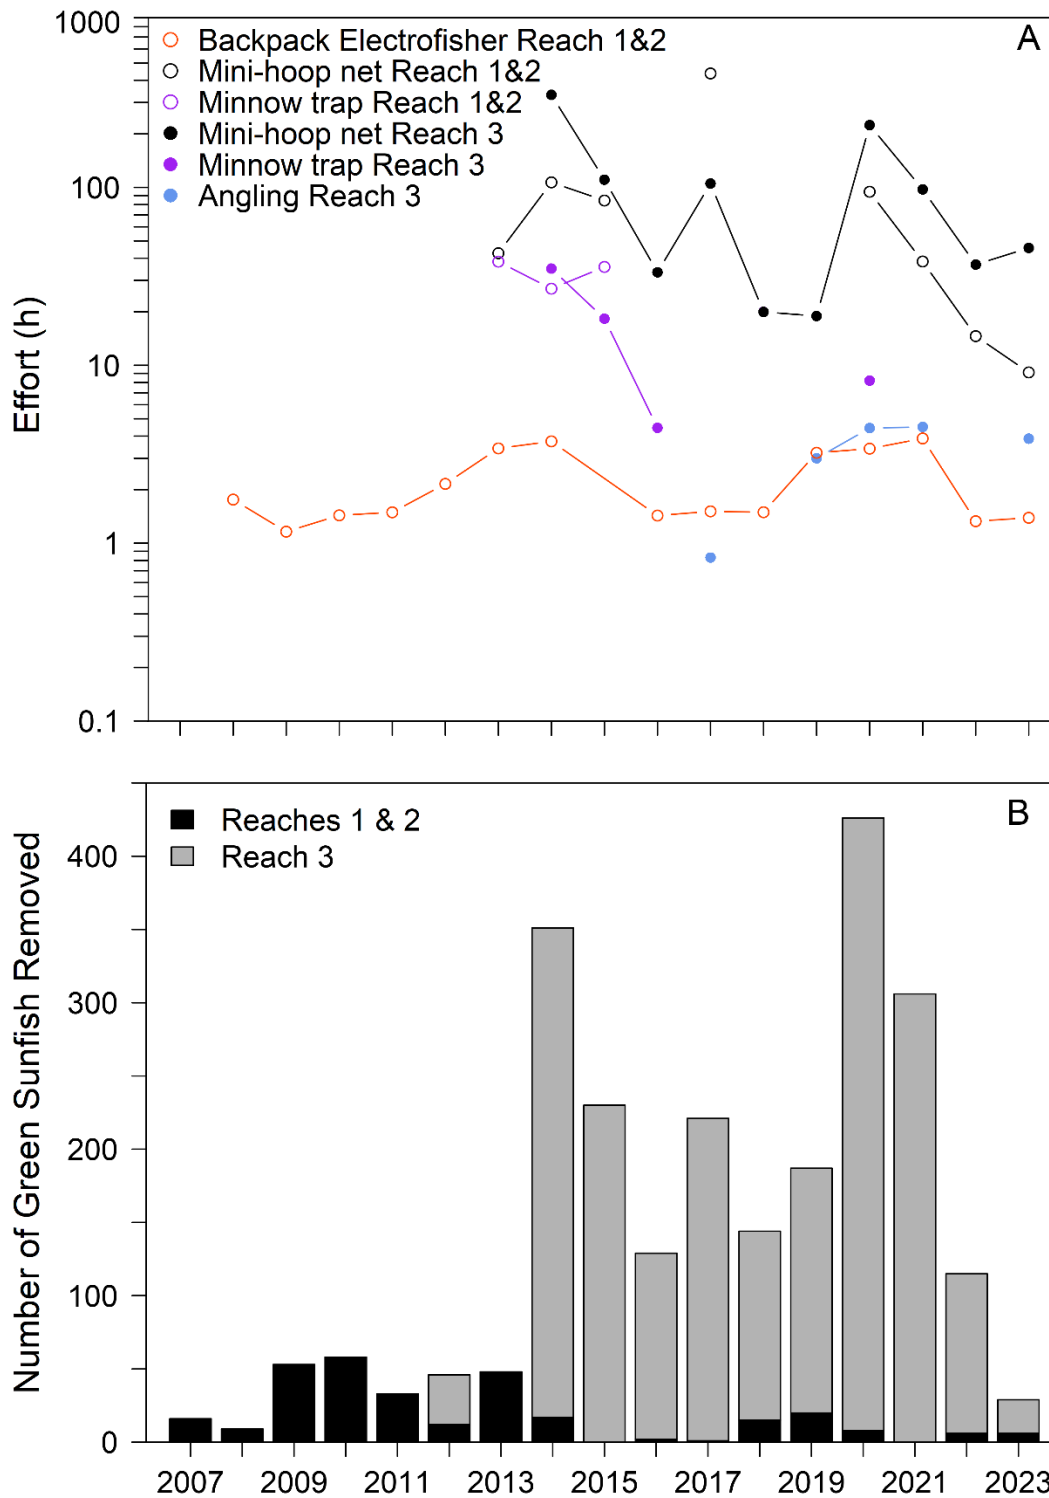 A
1000
100
10
1
0.1
Effort (h)
Backpack Electrofisher Reach 1&2
Mini-hoop net Reach 1&2
Minnow trap Reach 1&2
Mini-hoop net Reach 3
Minnow trap Reach 3
Angling Reach 3
B
Reaches 1 & 2
Reach 3
400
300
200
100
0
Number of Green Sunfish Removed
2007 2009 2011 2013 2015 2017 2019 2021 2023